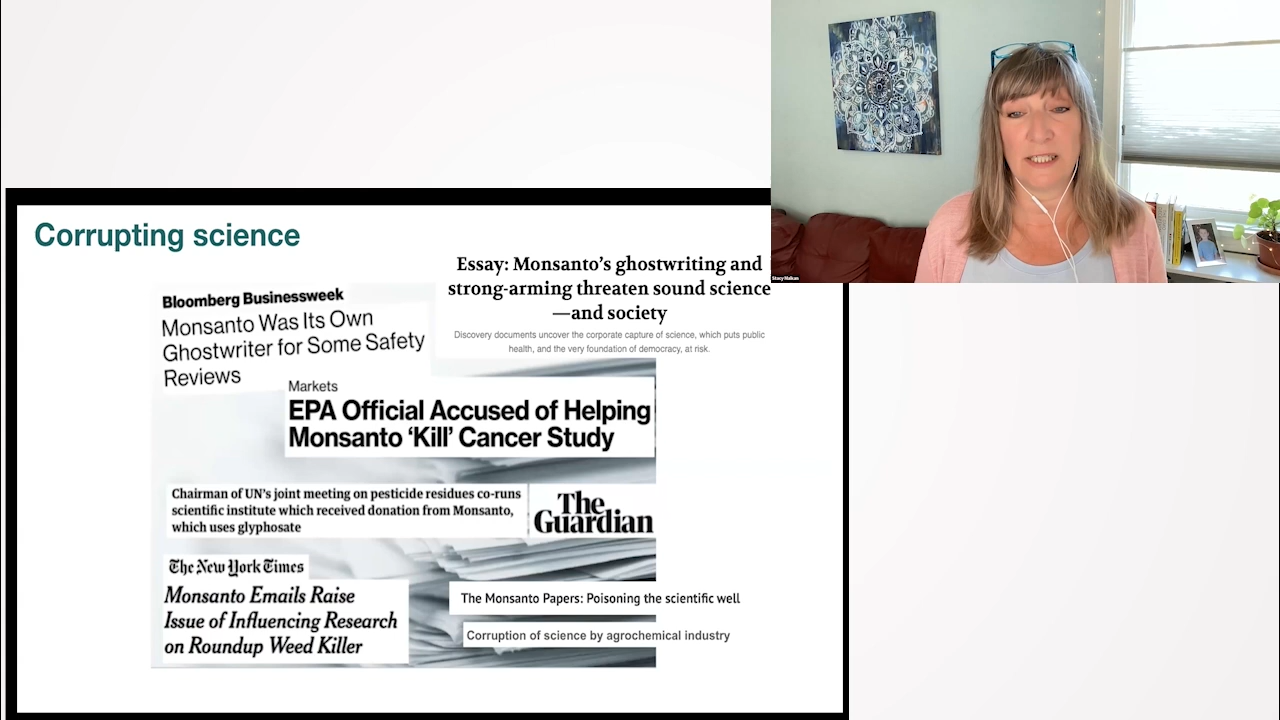 Stacy Malkan
Corrupting science
Essay: Monsanto's ghostwriting and
strong-arming threaten sound science
—and society
Discovery documents uncover the corporate capture of science, which puts public
health, and the very foundation of democracy, at risk.
Bloomberg Businessweek
Monsanto Was Its Own
Ghostwriter for Some Safety
Reviews
Markets
EPA Official Accused of Helping
Monsanto 'Kill' Cancer Study
Chairman of UN's joint meeting on pesticide residues co-runs
scientific institute which received donation from Monsanto,
which uses glyphosate
The
Guardian
The New York Times
Monsanto Emails Raise
Issue of Influencing Research
on Roundup Weed Killer
The Monsanto Papers: Poisoning the scientific well
Corruption of science by agrochemical industry